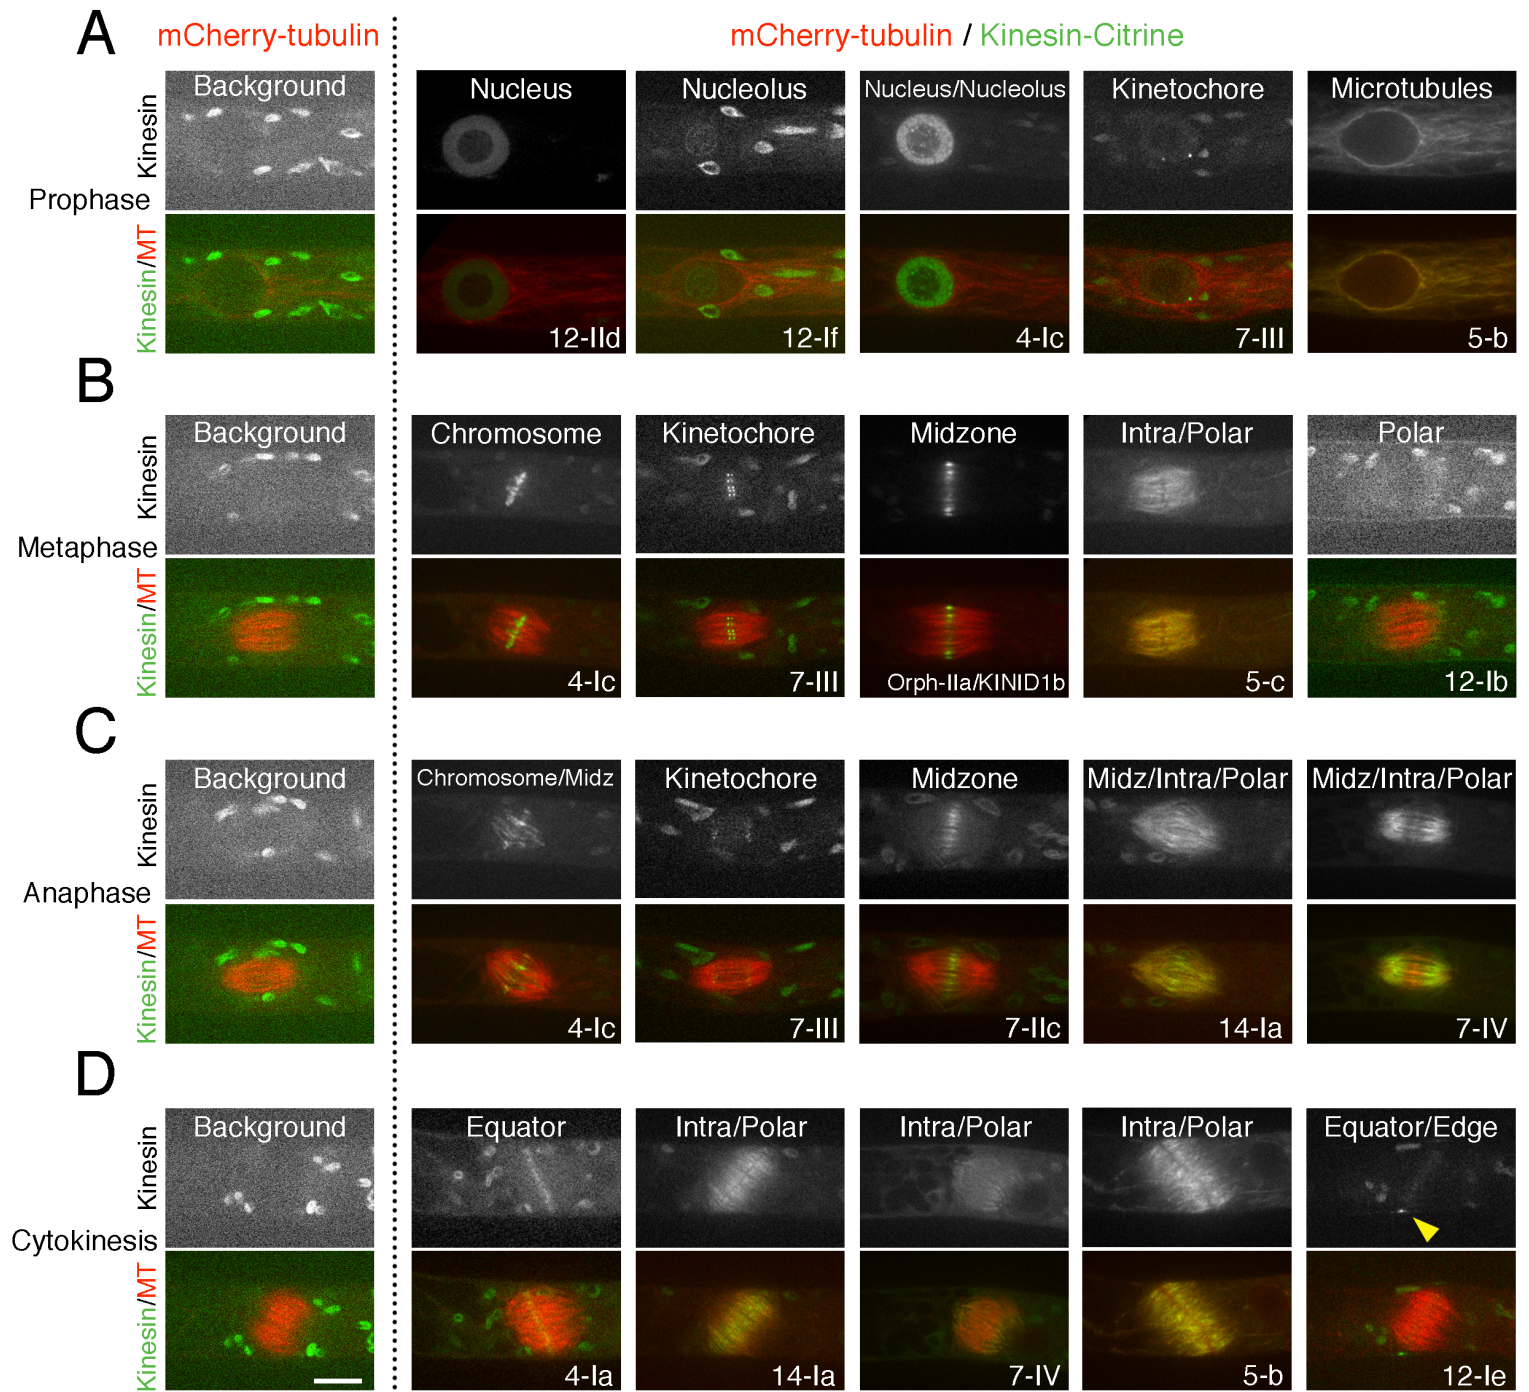 A
mCherry-tubulin
mCherry-tubulin / Kinesin-Citrine
Prophase
Kinesin
Kinesin/MT
Background
Nucleus
Nucleolus
Nucleus/Nucleolus
Kinetochore
Microtubules
12-IId
12-If
4-Ic
7-III
5-b
B
Metaphase
Kinesin
Kinesin/MT
Background
Chromosome
Kinetochore
Midzone
Intra/Polar
Polar
4-Ic
7-III
Orph-IIa/KINID1b
5-c
12-Ib
C
Anaphase
Kinesin
Kinesin/MT
Background
Chromosome/Midz
Kinetochore
Midzone
Midz/Intra/Polar
Midz/Intra/Polar
4-Ic
7-III
7-IIc
14-Ia
7-IV
D
Cytokinesis
Kinesin
Kinesin/MT
Background
Equator
Intra/Polar
Intra/Polar
Intra/Polar
Equator/Edge
4-Ia
14-Ia
7-IV
5-b
12-Ie